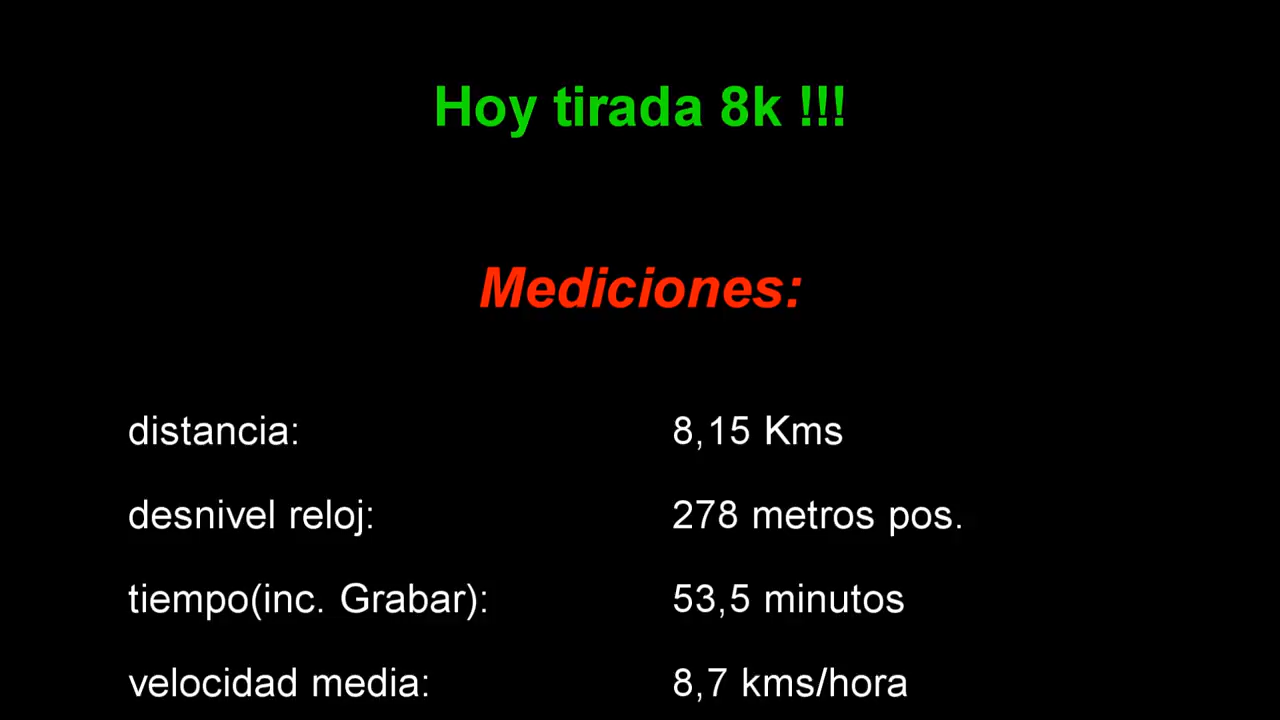 Hoy tirada 8k !!!
Mediciones:
distancia: 8,15 Kms
desnivel reloj: 278 metros pos.
tiempo(inc. Grabar): 53,5 minutos
velocidad media: 8,7 kms/hora